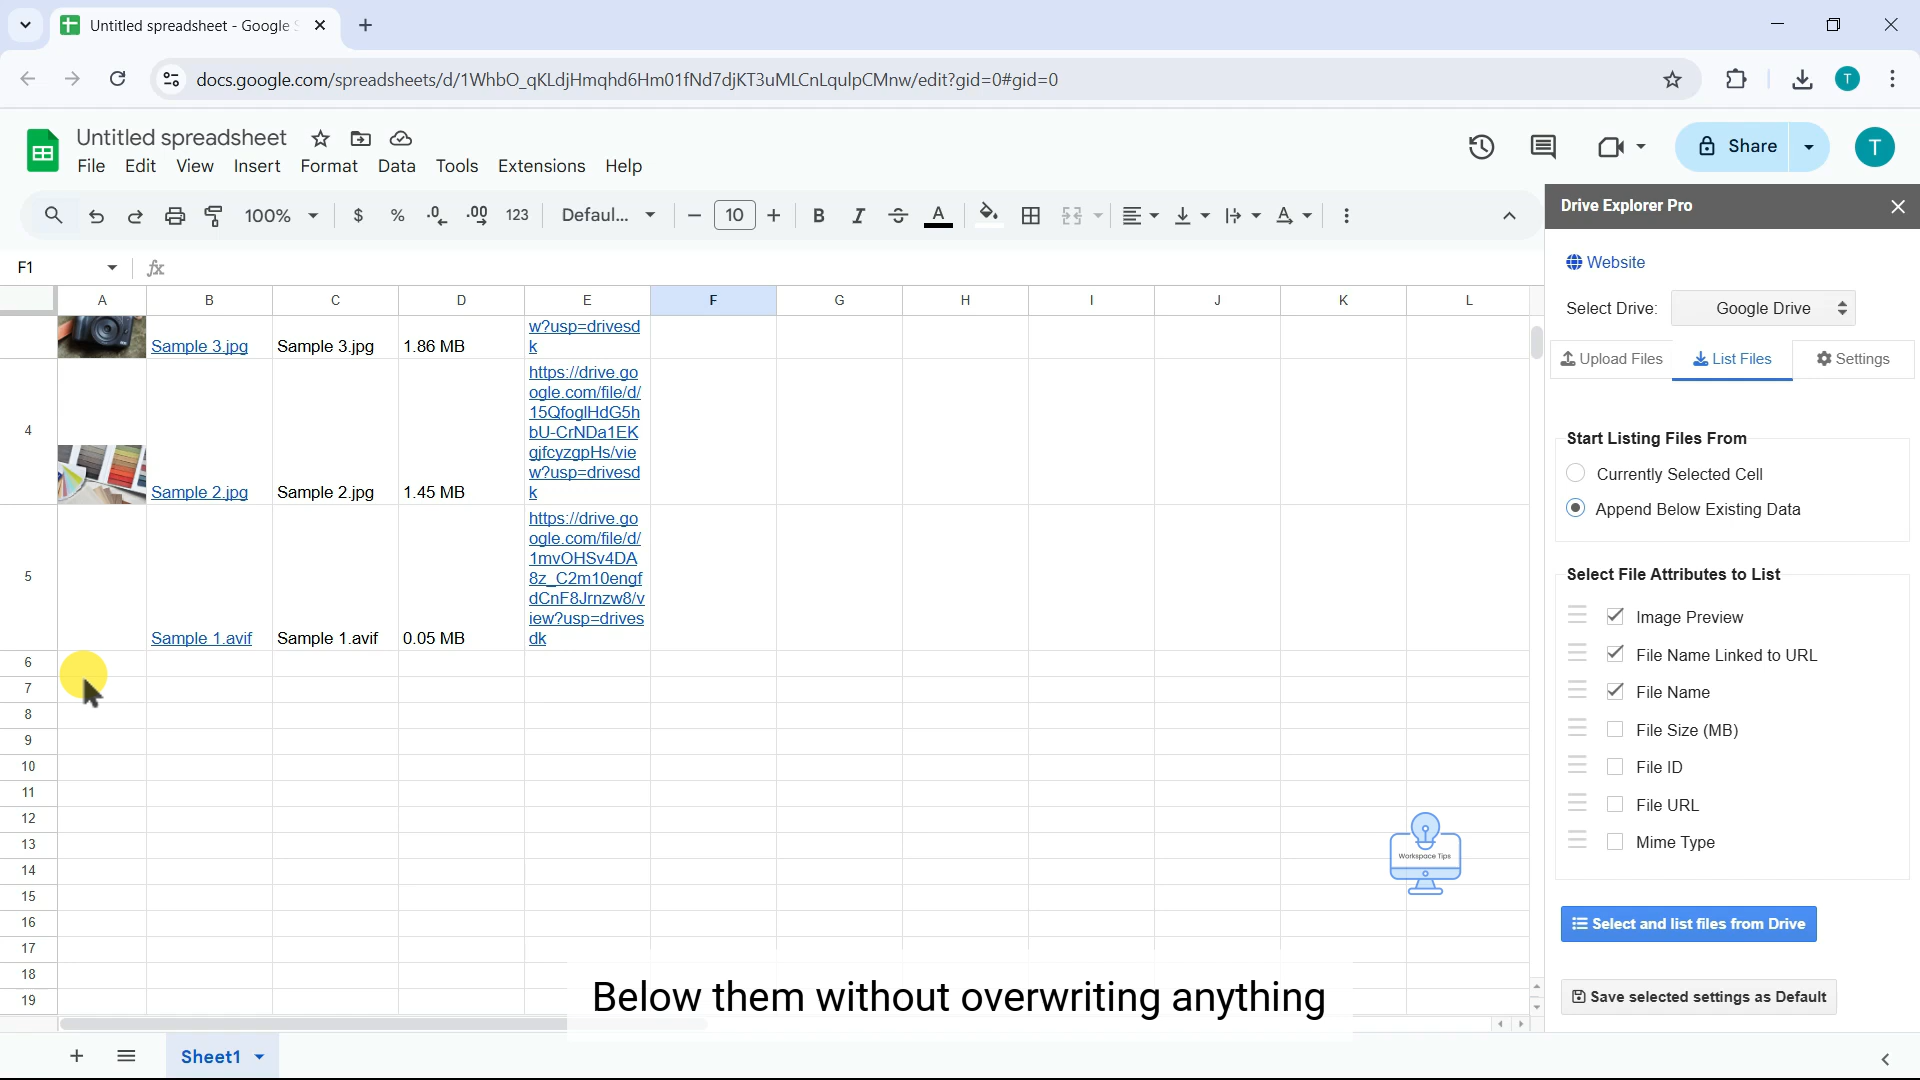 Untitled spreadsheet - Google S
docs.google.com/spreadsheets/d/1WhbO_qKLdjHmqhd6Hm01fNd7djKT3uMLCnLqulpCMnw/edit?gid=0#gid=0
T
Untitled spreadsheet
File Edit View Insert Format Data Tools Extensions Help
Share
T
100% $ % .0 .00 123 Defaul... 10 B I A
Drive Explorer Pro
F1
fx
Website
Select Drive: Google Drive
Upload Files List Files Settings
A B C D E F G H I J K L
Sample 3.jpg Sample 3.jpg 1.86 MB
w?usp=drivesd
k
4
Sample 2.jpg Sample 2.jpg 1.45 MB
https://drive.go
ogle.com/file/d/
15QfoglHdG5h
bU-CrNDa1EK
gjfcyzgpHs/vie
w?usp=drivesd
k
5
Sample 1.avif Sample 1.avif 0.05 MB
https://drive.go
ogle.com/file/d/
1mvOHSv4DA
8z_C2m10engf
dCnF8Jrnzw8/v
iew?usp=drives
dk
6
7
8
9
10
11
12
13
14
15
16
17
18
19
Start Listing Files From
Currently Selected Cell
Append Below Existing Data
Select File Attributes to List
Image Preview
File Name Linked to URL
File Name
File Size (MB)
File ID
File URL
Mime Type
Workspace Tips
Select and list files from Drive
Save selected settings as Default
Below them without overwriting anything
Sheet1